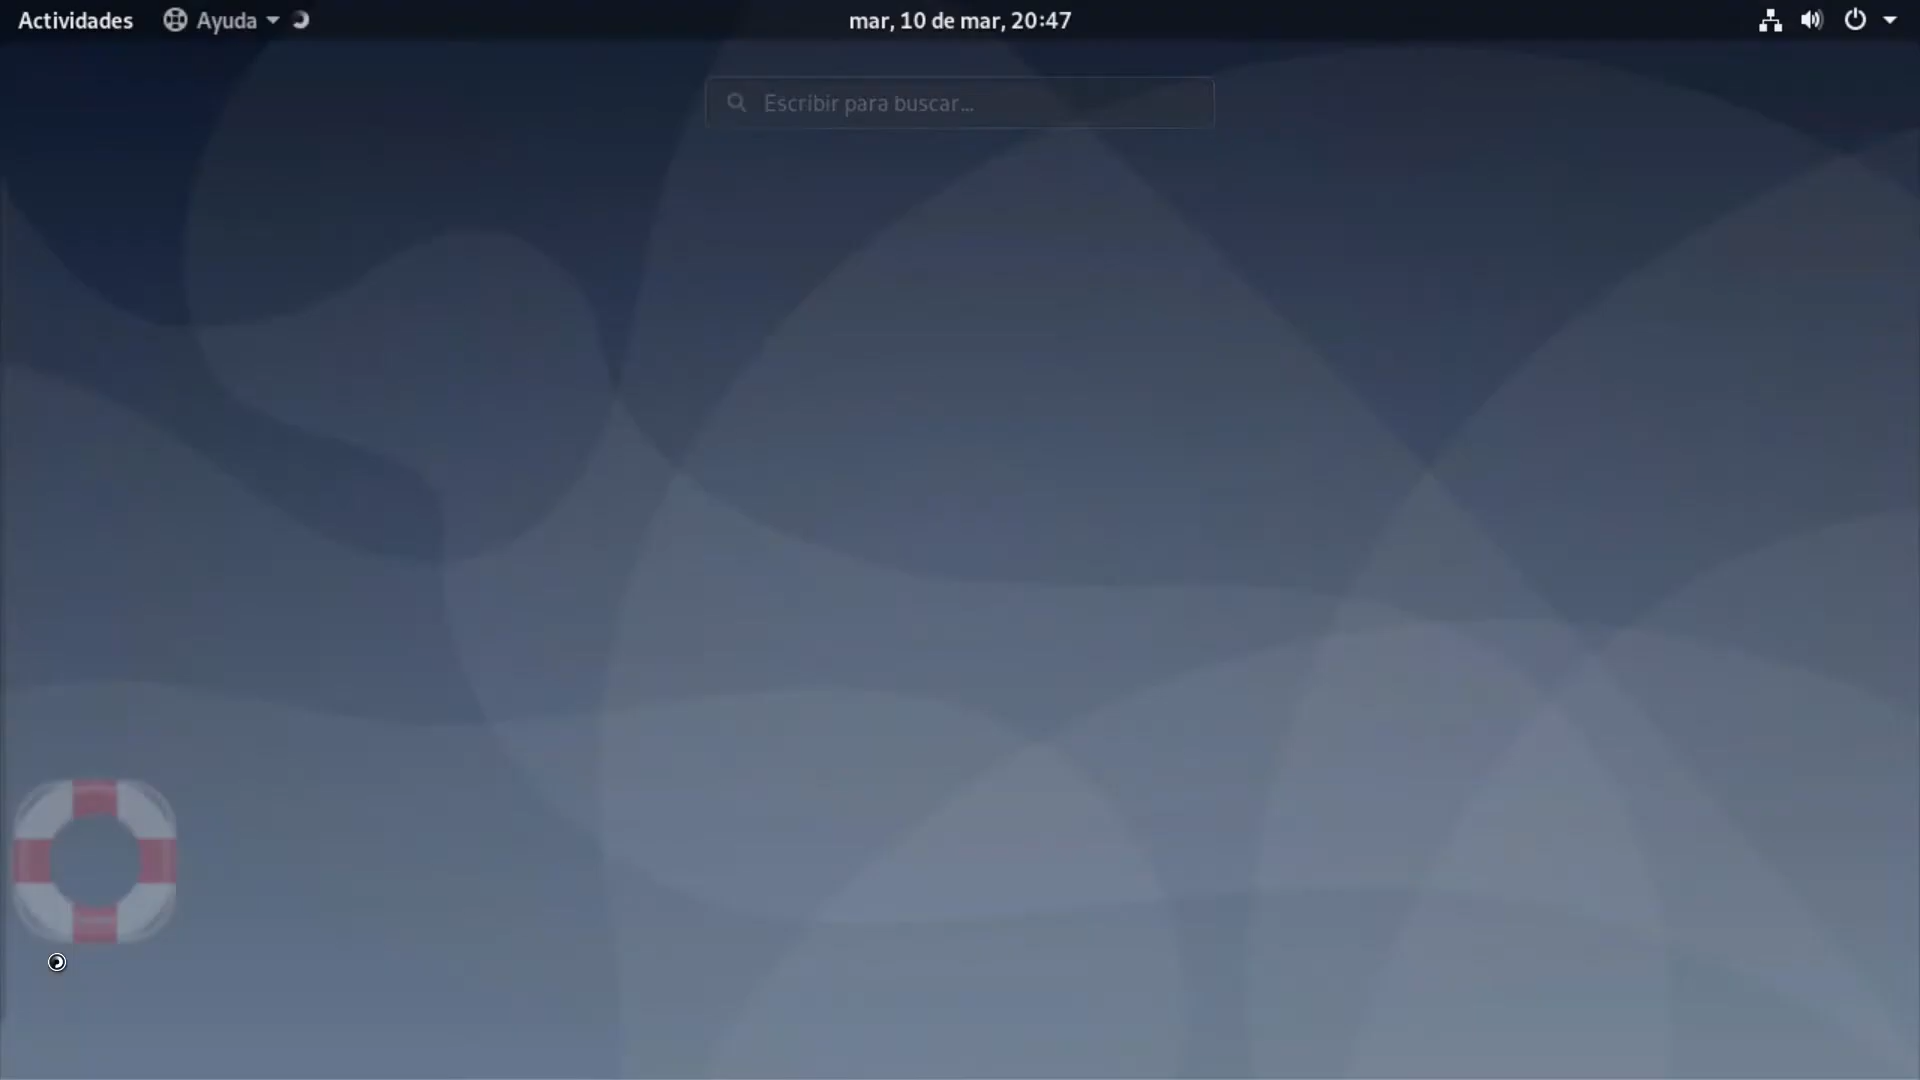 Actividades Ayuda mar, 10 de mar, 20:47
Escribir para buscar...